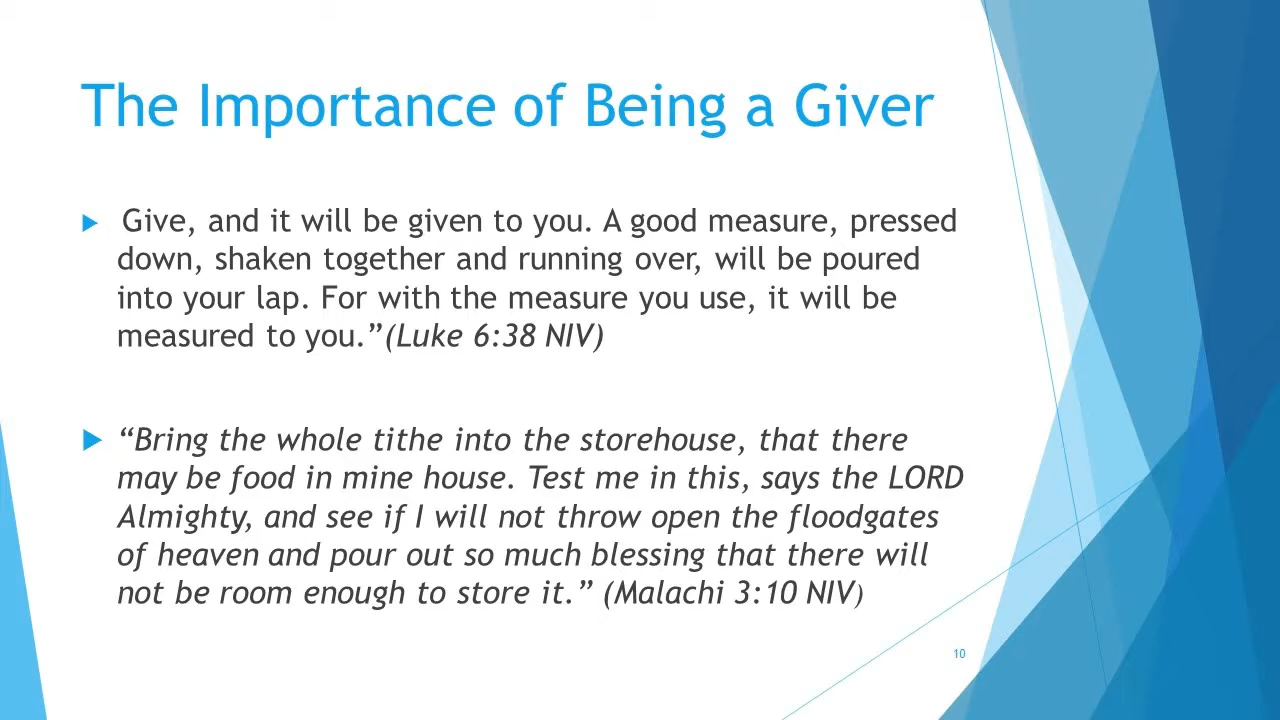 The Importance of Being a Giver
Give, and it will be given to you. A good measure, pressed
down, shaken together and running over, will be poured
into your lap. For with the measure you use, it will be
measured to you.”(Luke 6:38 NIV)
“Bring the whole tithe into the storehouse, that there
may be food in mine house. Test me in this, says the LORD
Almighty, and see if I will not throw open the floodgates
of heaven and pour out so much blessing that there will
not be room enough to store it.” (Malachi 3:10 NIV)
10